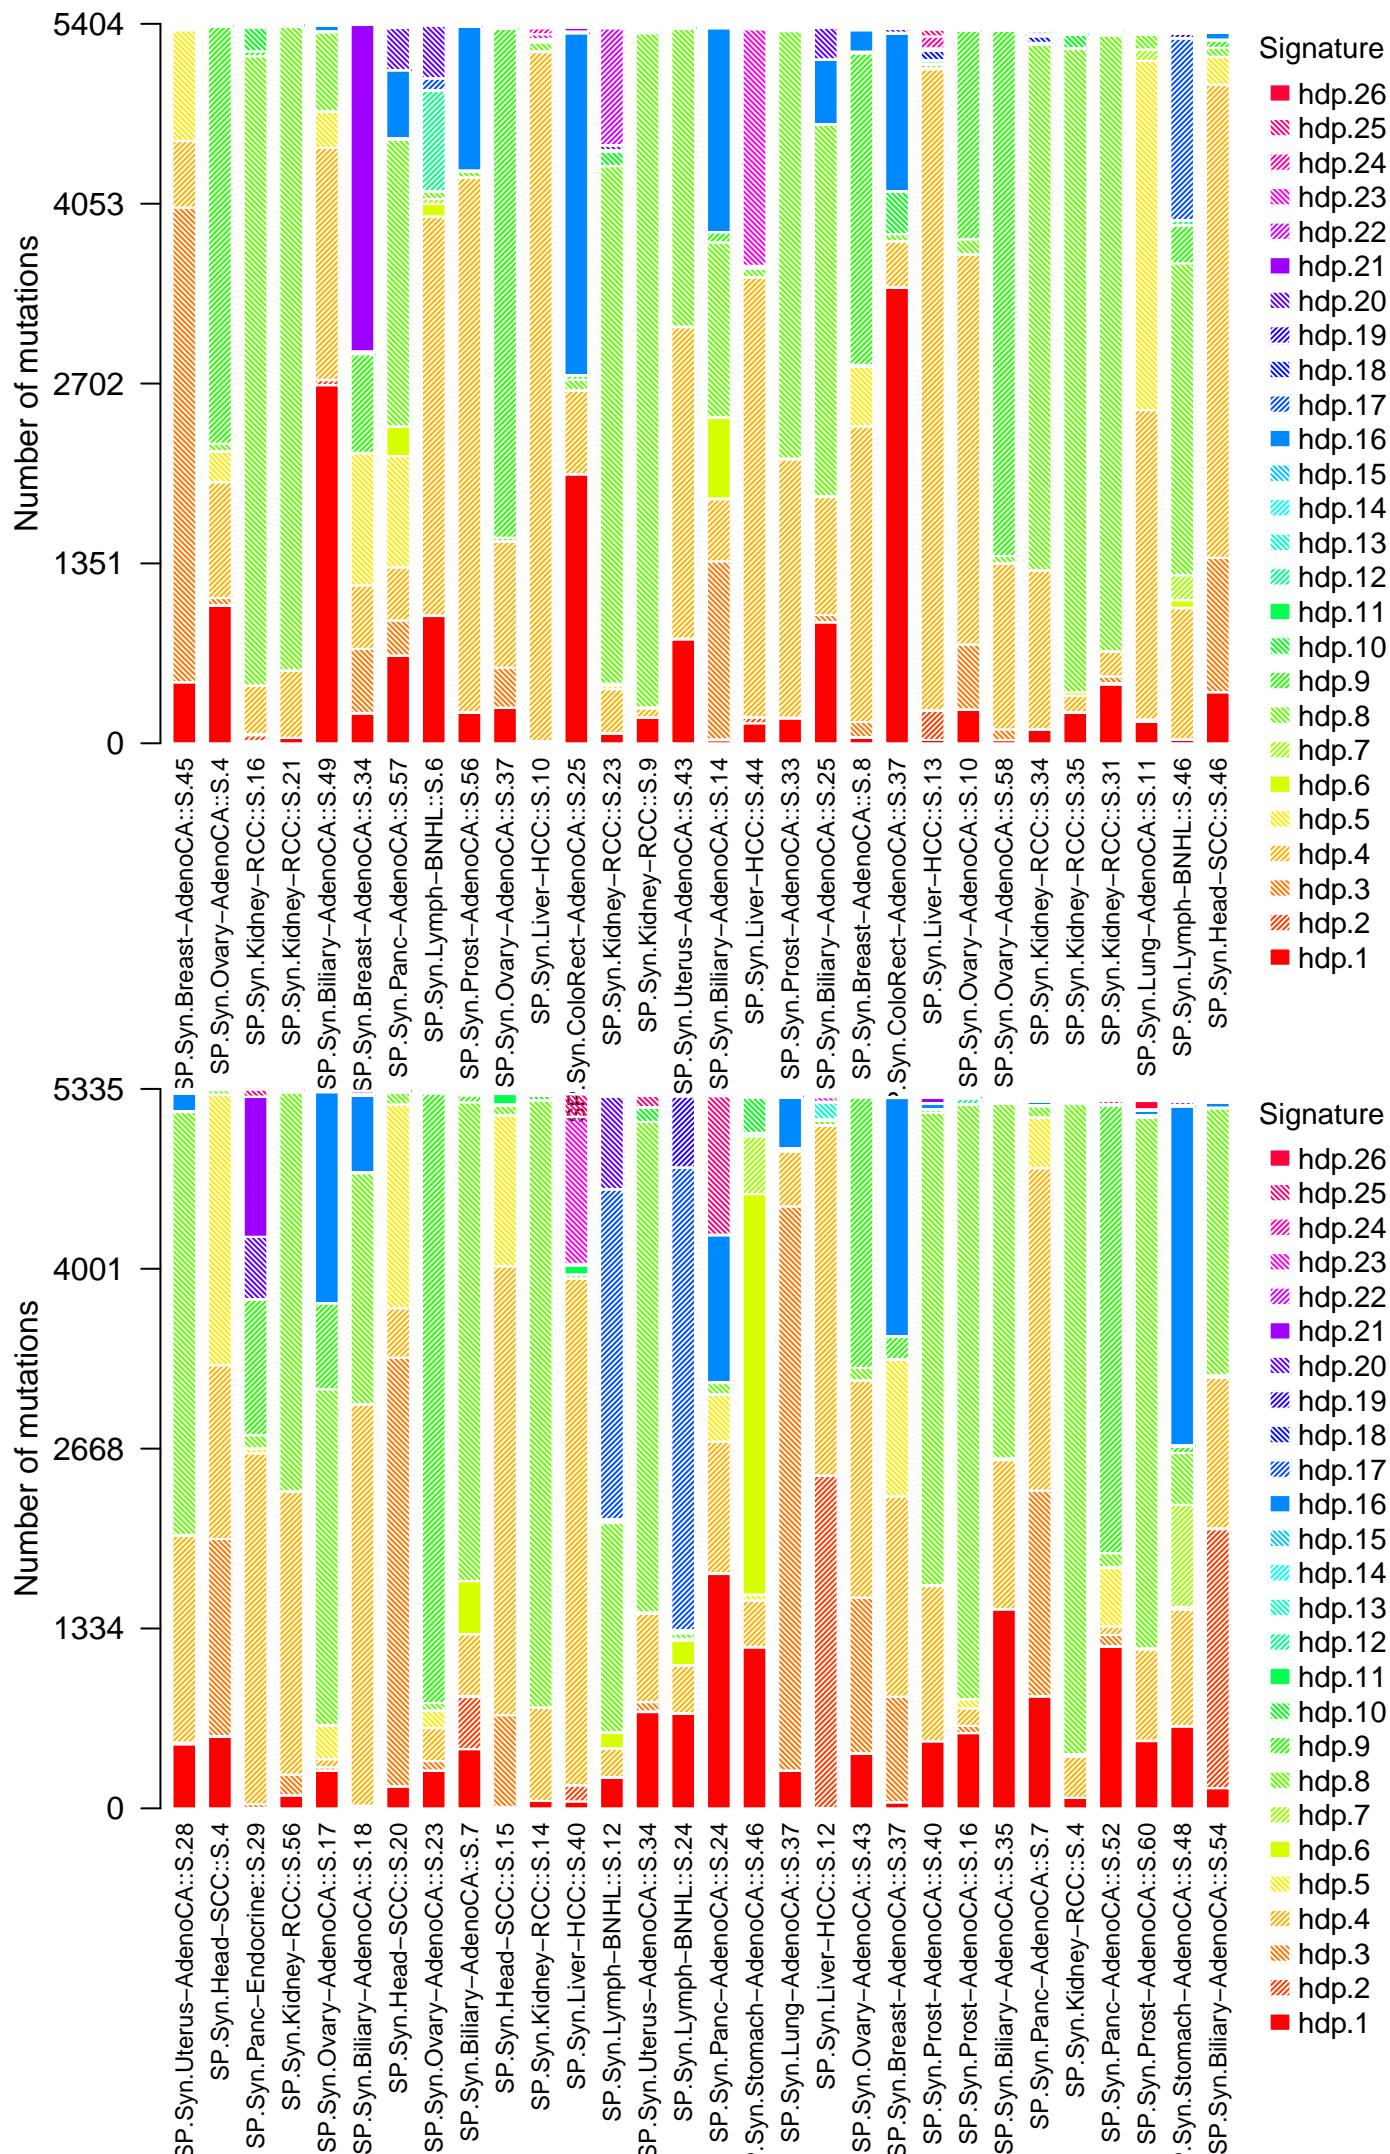 Number of mutations
5404
4053
2702
1351
0
SP.Syn.Breast−AdenoCA::S.45
SP.Syn.Ovary−AdenoCA::S.4
SP.Syn.Kidney−RCC::S.16
SP.Syn.Kidney−RCC::S.21
SP.Syn.Biliary−AdenoCA::S.49
SP.Syn.Breast−AdenoCA::S.34
SP.Syn.Panc−AdenoCA::S.57
SP.Syn.Lymph−BNHL::S.6
SP.Syn.Prost−AdenoCA::S.56
SP.Syn.Ovary−AdenoCA::S.37
SP.Syn.Liver−HCC::S.10
.Syn.ColoRect−AdenoCA::S.25
SP.Syn.Kidney−RCC::S.23
SP.Syn.Kidney−RCC::S.9
SP.Syn.Uterus−AdenoCA::S.43
SP.Syn.Biliary−AdenoCA::S.14
SP.Syn.Liver−HCC::S.44
SP.Syn.Prost−AdenoCA::S.33
SP.Syn.Biliary−AdenoCA::S.25
SP.Syn.Breast−AdenoCA::S.8
.Syn.ColoRect−AdenoCA::S.37
SP.Syn.Liver−HCC::S.13
SP.Syn.Ovary−AdenoCA::S.10
SP.Syn.Ovary−AdenoCA::S.58
SP.Syn.Kidney−RCC::S.34
SP.Syn.Kidney−RCC::S.35
SP.Syn.Kidney−RCC::S.31
SP.Syn.Lung−AdenoCA::S.11
SP.Syn.Lymph−BNHL::S.46
SP.Syn.Head−SCC::S.46
Signature
hdp.26
hdp.25
hdp.24
hdp.23
hdp.22
hdp.21
hdp.20
hdp.19
hdp.18
hdp.17
hdp.16
hdp.15
hdp.14
hdp.13
hdp.12
hdp.11
hdp.10
hdp.9
hdp.8
hdp.7
hdp.6
hdp.5
hdp.4
hdp.3
hdp.2
hdp.1
Number of mutations
5335
4001
2668
1334
0
SP.Syn.Uterus−AdenoCA::S.28
SP.Syn.Head−SCC::S.4
SP.Syn.Panc−Endocrine::S.29
SP.Syn.Kidney−RCC::S.56
SP.Syn.Ovary−AdenoCA::S.17
SP.Syn.Biliary−AdenoCA::S.18
SP.Syn.Head−SCC::S.20
SP.Syn.Ovary−AdenoCA::S.23
SP.Syn.Biliary−AdenoCA::S.7
SP.Syn.Head−SCC::S.15
SP.Syn.Kidney−RCC::S.14
SP.Syn.Liver−HCC::S.40
SP.Syn.Lymph−BNHL::S.12
SP.Syn.Uterus−AdenoCA::S.34
SP.Syn.Lymph−BNHL::S.24
SP.Syn.Panc−AdenoCA::S.24
.Syn.Stomach−AdenoCA::S.46
SP.Syn.Lung−AdenoCA::S.37
SP.Syn.Liver−HCC::S.12
SP.Syn.Ovary−AdenoCA::S.43
SP.Syn.Breast−AdenoCA::S.37
SP.Syn.Prost−AdenoCA::S.40
SP.Syn.Prost−AdenoCA::S.16
SP.Syn.Biliary−AdenoCA::S.35
SP.Syn.Panc−AdenoCA::S.7
SP.Syn.Kidney−RCC::S.4
SP.Syn.Panc−AdenoCA::S.52
SP.Syn.Prost−AdenoCA::S.60
.Syn.Stomach−AdenoCA::S.48
SP.Syn.Biliary−AdenoCA::S.54
Signature
hdp.26
hdp.25
hdp.24
hdp.23
hdp.22
hdp.21
hdp.20
hdp.19
hdp.18
hdp.17
hdp.16
hdp.15
hdp.14
hdp.13
hdp.12
hdp.11
hdp.10
hdp.9
hdp.8
hdp.7
hdp.6
hdp.5
hdp.4
hdp.3
hdp.2
hdp.1